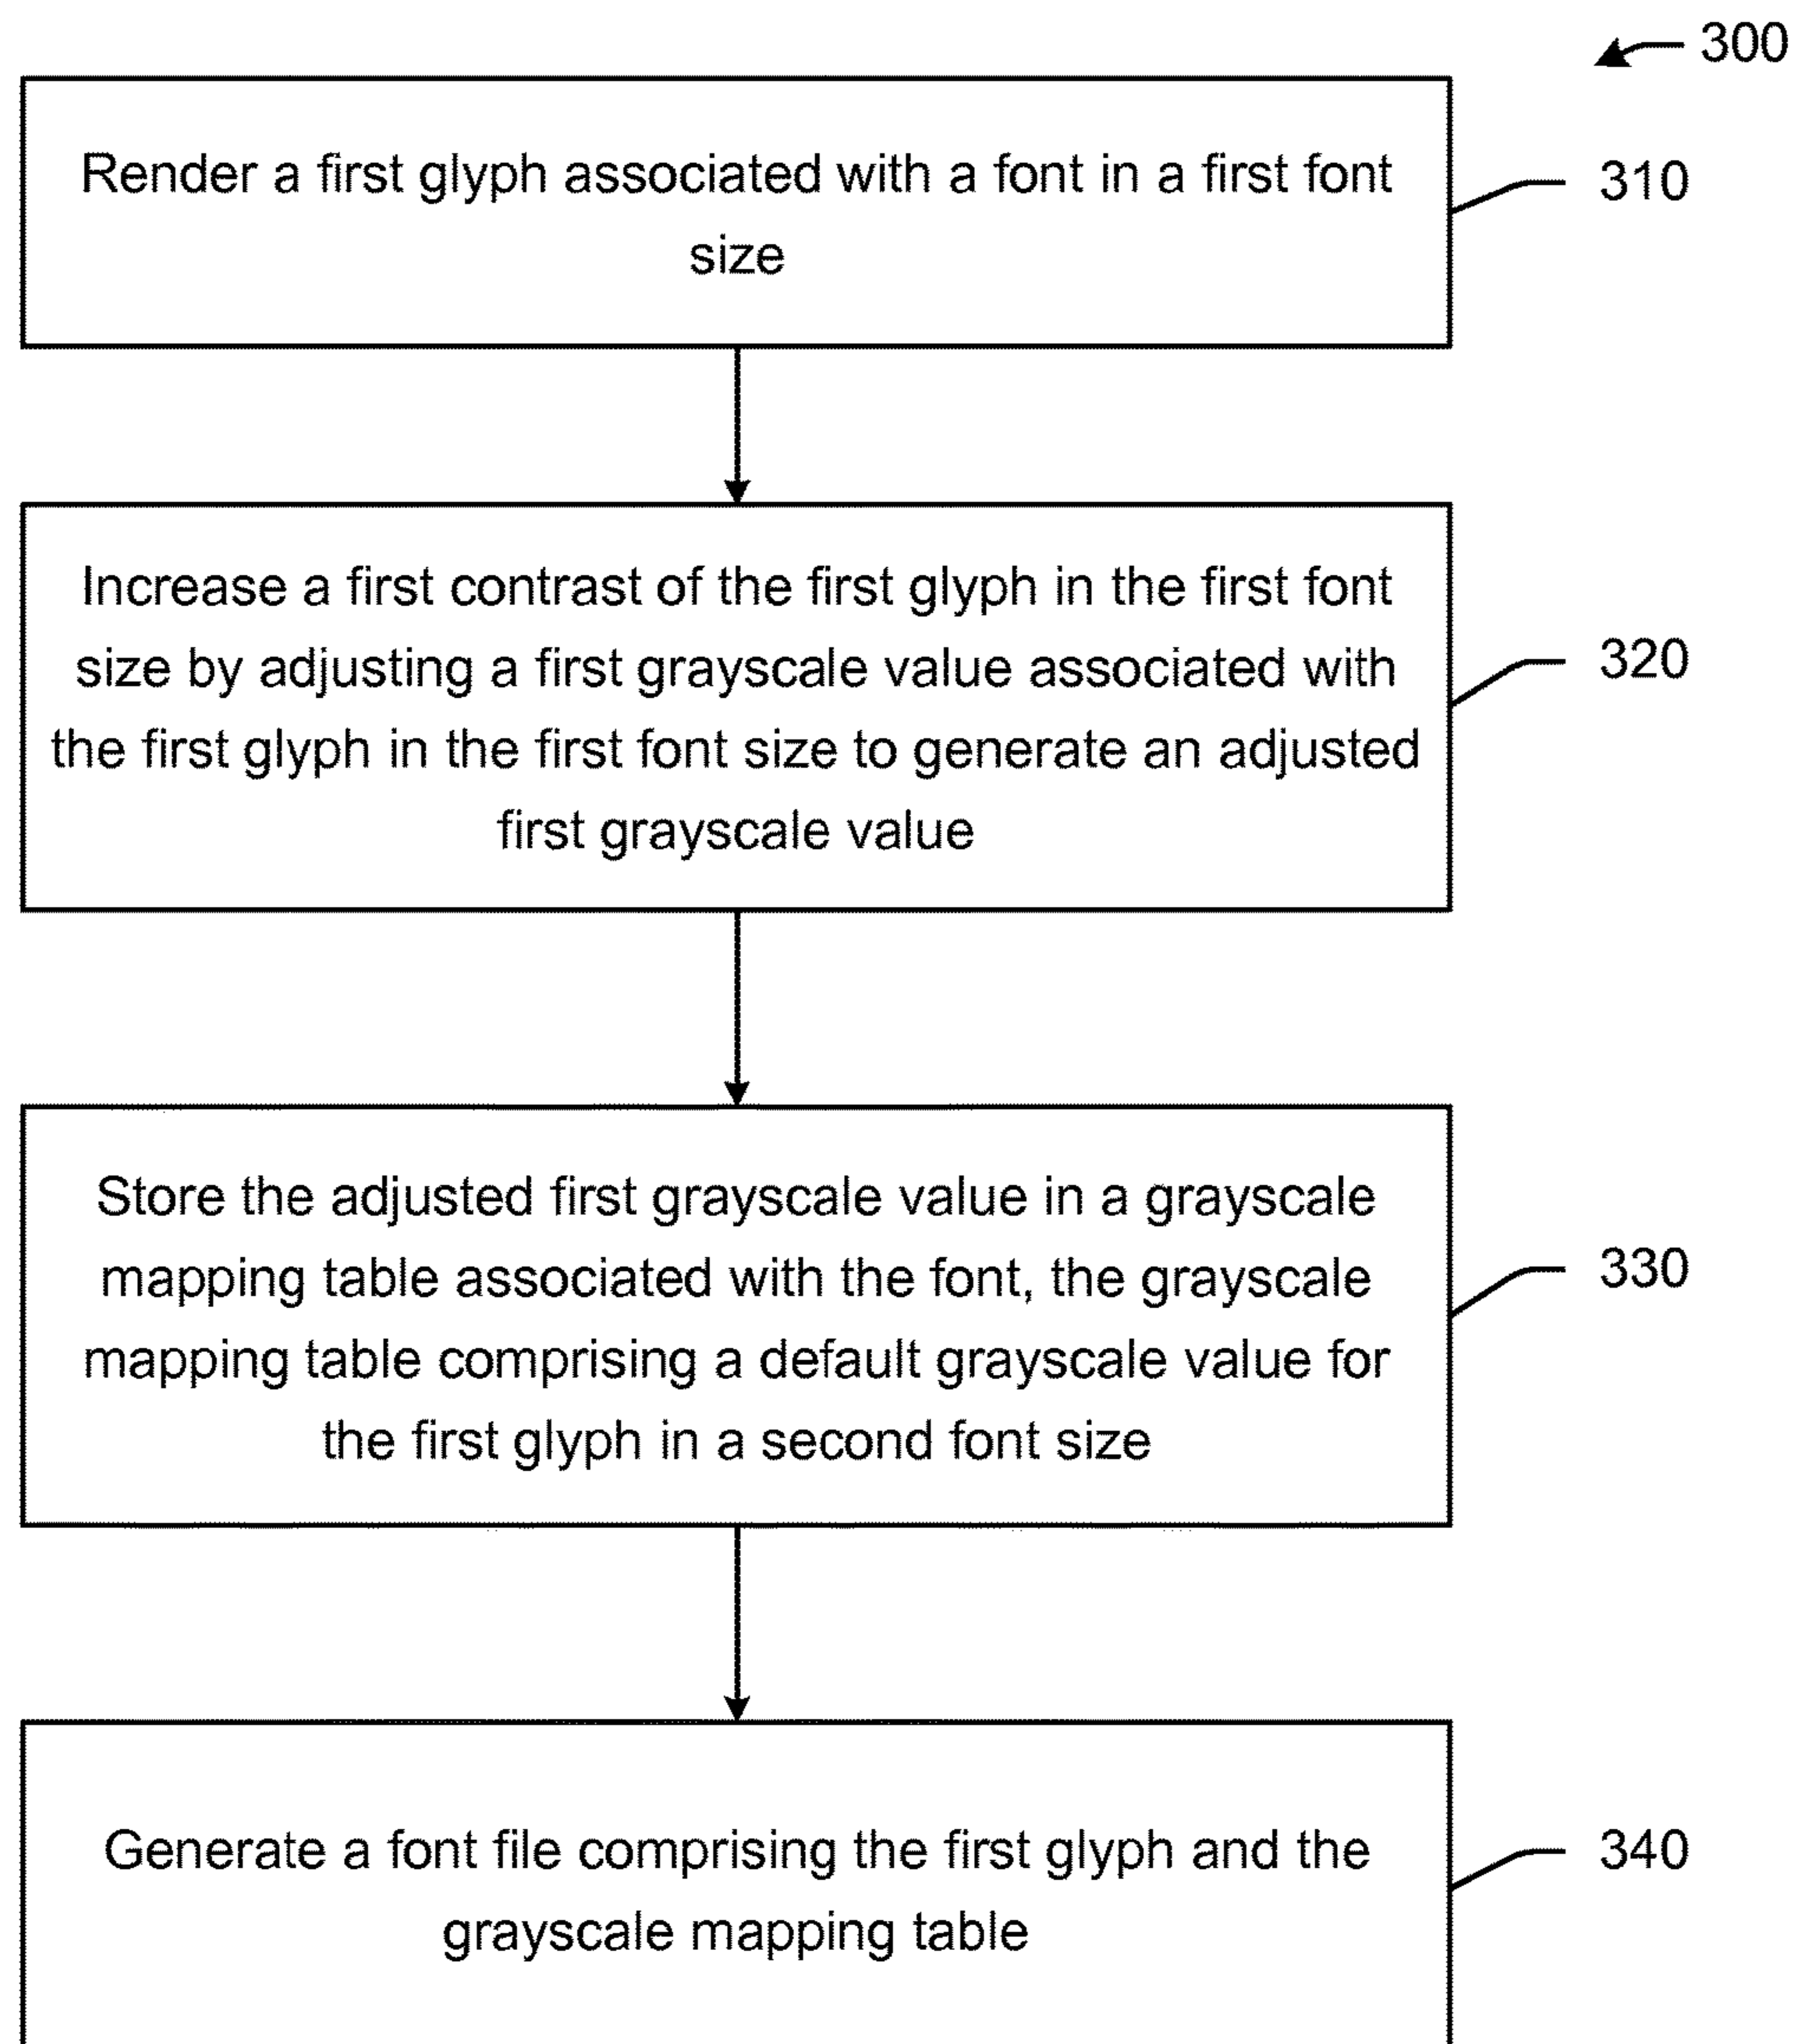 300
Render a first glyph associated with a font in a first font
size
310
Increase a first contrast of the first glyph in the first font
size by adjusting a first grayscale value associated with
the first glyph in the first font size to generate an adjusted
first grayscale value
320
Store the adjusted first grayscale value in a grayscale
mapping table associated with the font, the grayscale
mapping table comprising a default grayscale value for
the first glyph in a second font size
330
Generate a font file comprising the first glyph and the
grayscale mapping table
340